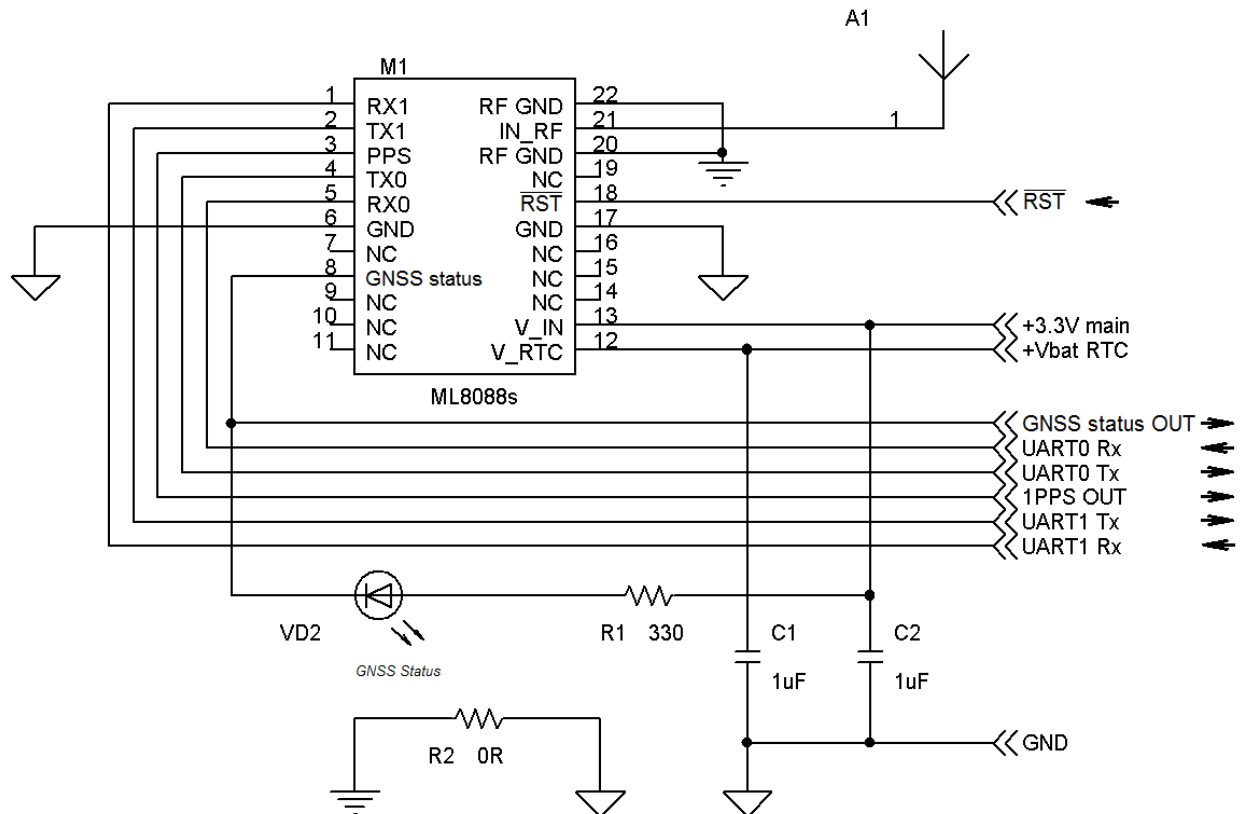 A1
M1
1 RX1 RF GND 22
2 TX1 IN_RF 21 1
3 PPS RF GND 20
4 TX0 NC 19
5 RX0 RST 18 RST
6 GND GND 17
7 NC NC 16
8 GNSS status NC 15
9 NC NC 14
10 NC V_IN 13 +3.3V main
11 NC V_RTC 12 +Vbat RTC
ML8088s
GNSS status OUT
UART0 Rx
UART0 Tx
1PPS OUT
UART1 Tx
UART1 Rx
VD2 R1 330 C1 C2
GNSS Status 1uF 1uF
R2 0R GND